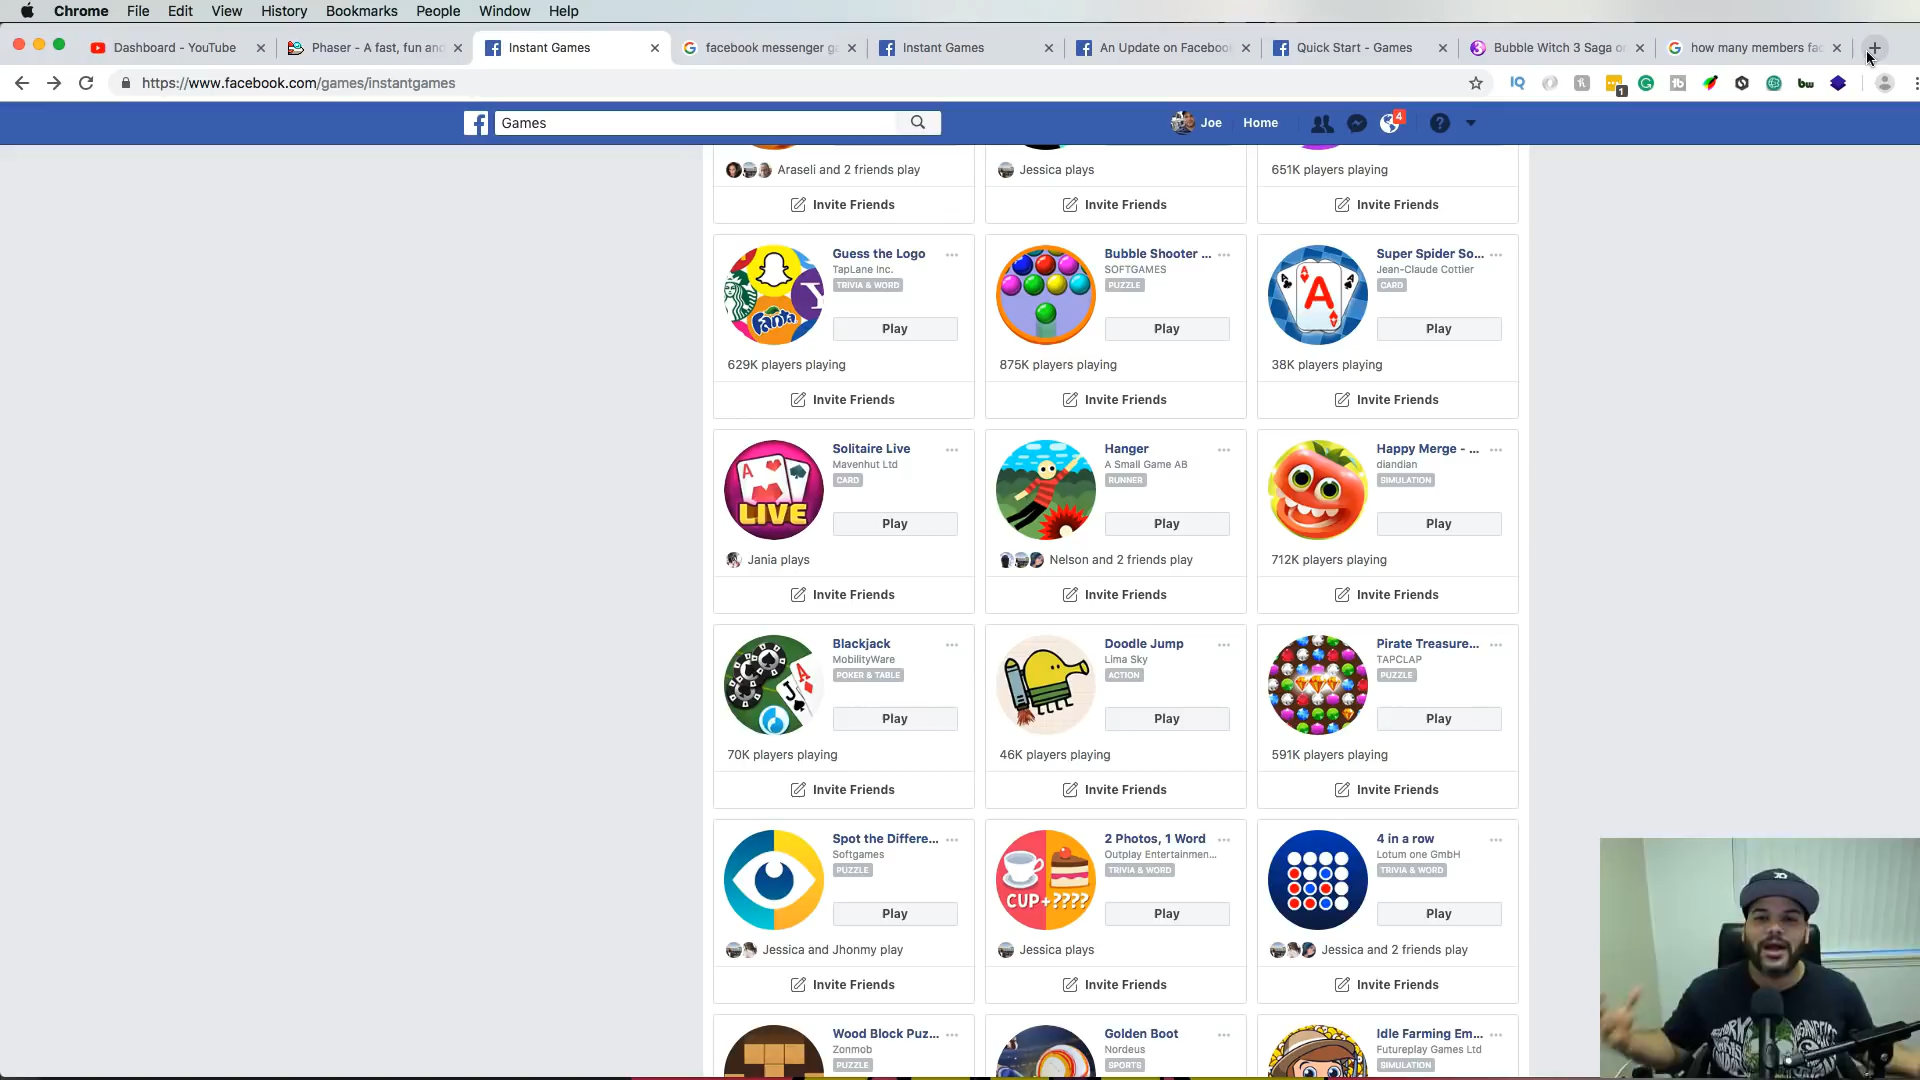 Chrome File Edit View History Bookmarks People Window Help
Dashboard - YouTube
Phaser - A fast, fun and
Instant Games
facebook messenger g
Instant Games
An Update on Facebo
Quick Start - Games
Bubble Witch 3 Saga o
how many members fa
https://www.facebook.com/games/instantgames
1
Games
Joe
Home
4
Araseli and 2 friends play
Invite Friends
Jessica plays
Invite Friends
651K players playing
Invite Friends
Guess the Logo
TapLane Inc.
TRIVIA & WORD
Play
629K players playing
Invite Friends
Bubble Shooter ...
SOFTGAMES
PUZZLE
Play
875K players playing
Invite Friends
Super Spider So...
Jean-Claude Cottier
CARD
Play
38K players playing
Invite Friends
Solitaire Live
Mavenhut Ltd
CARD
LIVE
Play
Jania plays
Invite Friends
Hanger
A Small Game AB
RUNNER
Play
Nelson and 2 friends play
Invite Friends
Happy Merge - ...
diandian
SIMULATION
Play
712K players playing
Invite Friends
Blackjack
MobilityWare
POKER & TABLE
Play
70K players playing
Invite Friends
Doodle Jump
Lima Sky
ACTION
Play
46K players playing
Invite Friends
Pirate Treasure...
TAPCLAP
PUZZLE
Play
591K players playing
Invite Friends
Spot the Differe...
Softgames
PUZZLE
Play
Jessica and Jhonmy play
Invite Friends
2 Photos, 1 Word
Outplay Entertainmen...
TRIVIA & WORD
CUP+????
Play
Jessica plays
Invite Friends
4 in a row
Lotum one GmbH
TRIVIA & WORD
Play
Jessica and 2 friends play
Invite Friends
Wood Block Puz...
Zonmob
PUZZLE
Golden Boot
Nordeus
SPORTS
Idle Farming Em...
Futureplay Games Ltd
SIMULATION